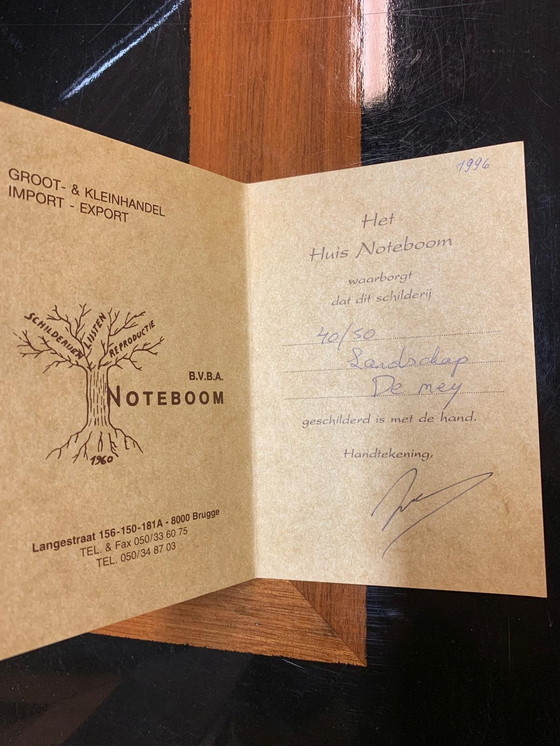 GROOT- & KLEINHANDEL
IMPORT - EXPORT
SCHILDERIJEN
LIJSTEN
REPRODUCTIE
B.V.B.A.
NOTEBOOM
1960
Langestraat 156-150-181A - 8000 Brugge
TEL. & Fax 050/33 60 75
TEL. 050/34 87 03
1996
Het
Huis Noteboom
waarborgt
dat dit schilderij
40/50
Landschap
De mey
geschilderd is met de hand.
Handtekening,